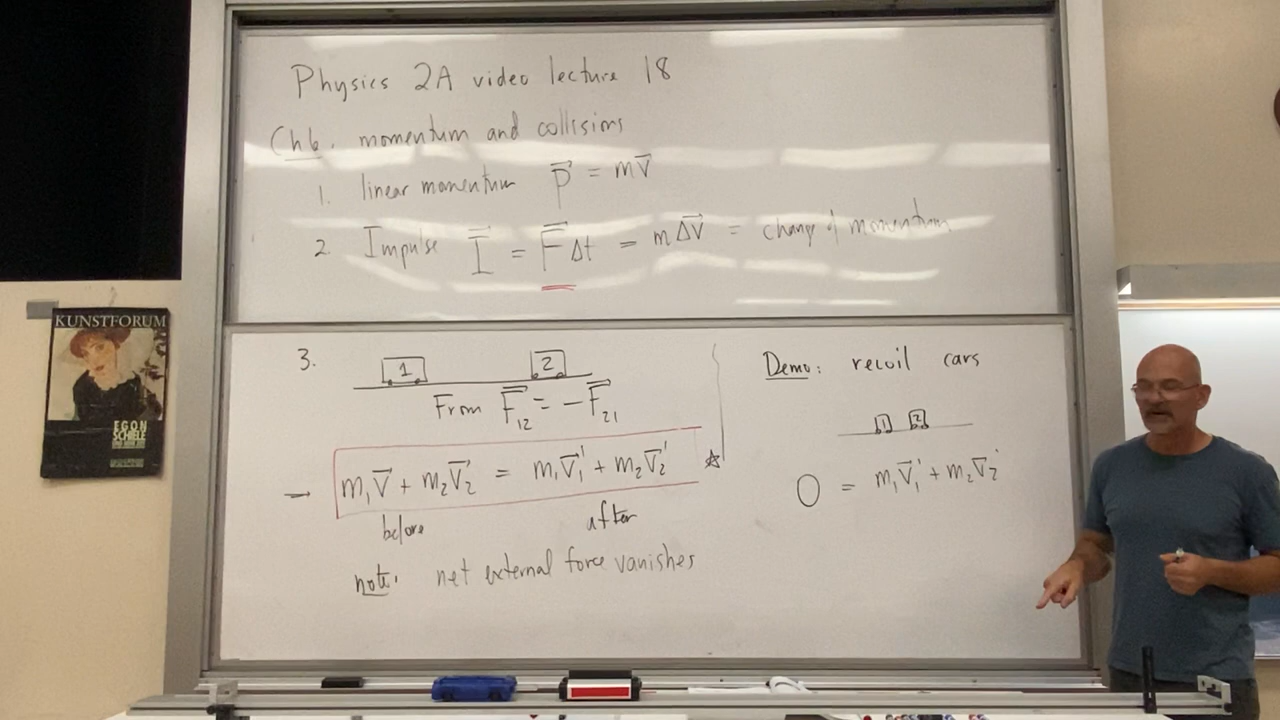 Physics 2A video lecture 18
Ch6. momentum and collisions
1. linear momentum p⃗ = mv⃗
2. Impulse I⃗ = F⃗Δt = mΔv⃗ = change of momentum
3.
1 2
From F⃗₁₂ = -F⃗₂₁
m₁v⃗ + m₂v⃗₂' = m₁v⃗₁' + m₂v⃗₂'
before after
note: net external force vanishes
Demo: recoil cars
1 2
0 = m₁v⃗₁' + m₂v⃗₂'
KUNSTFORUM
EGON
SCHIELE